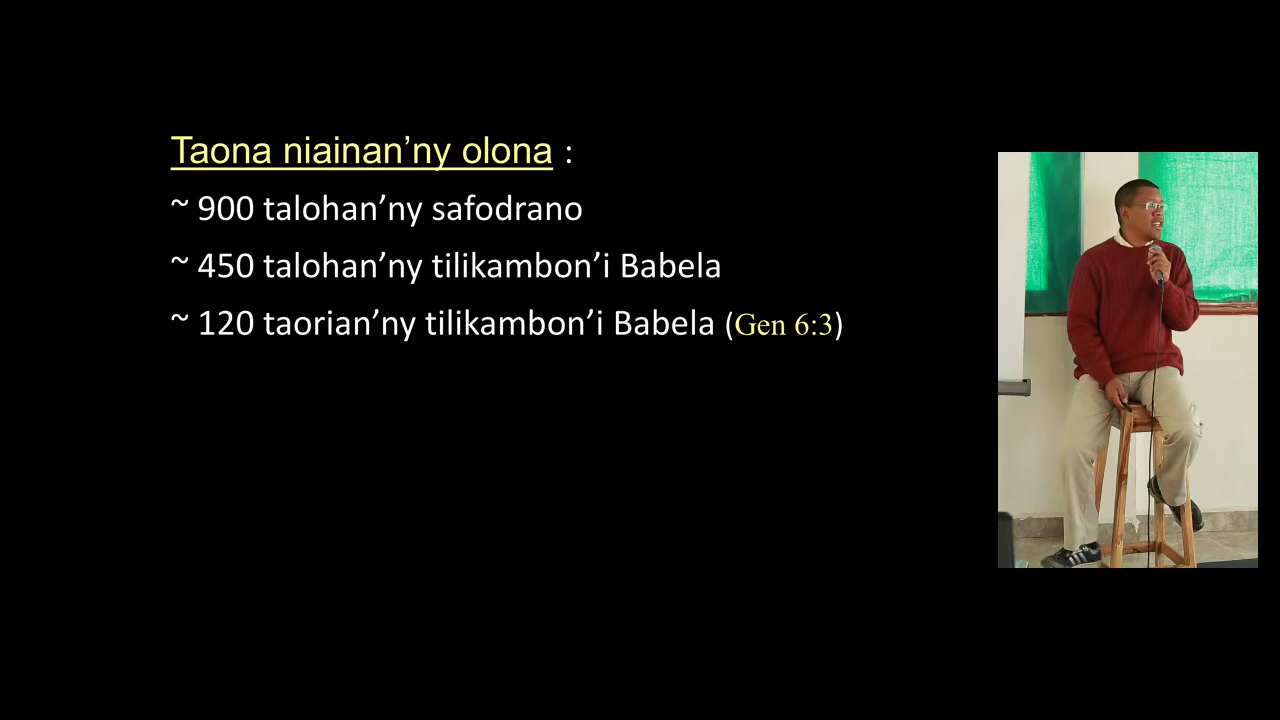 Taona niainan’ny olona :
~ 900 talohan’ny safodrano
~ 450 talohan’ny tilikambon’i Babela
~ 120 taorian’ny tilikambon’i Babela (Gen 6:3)